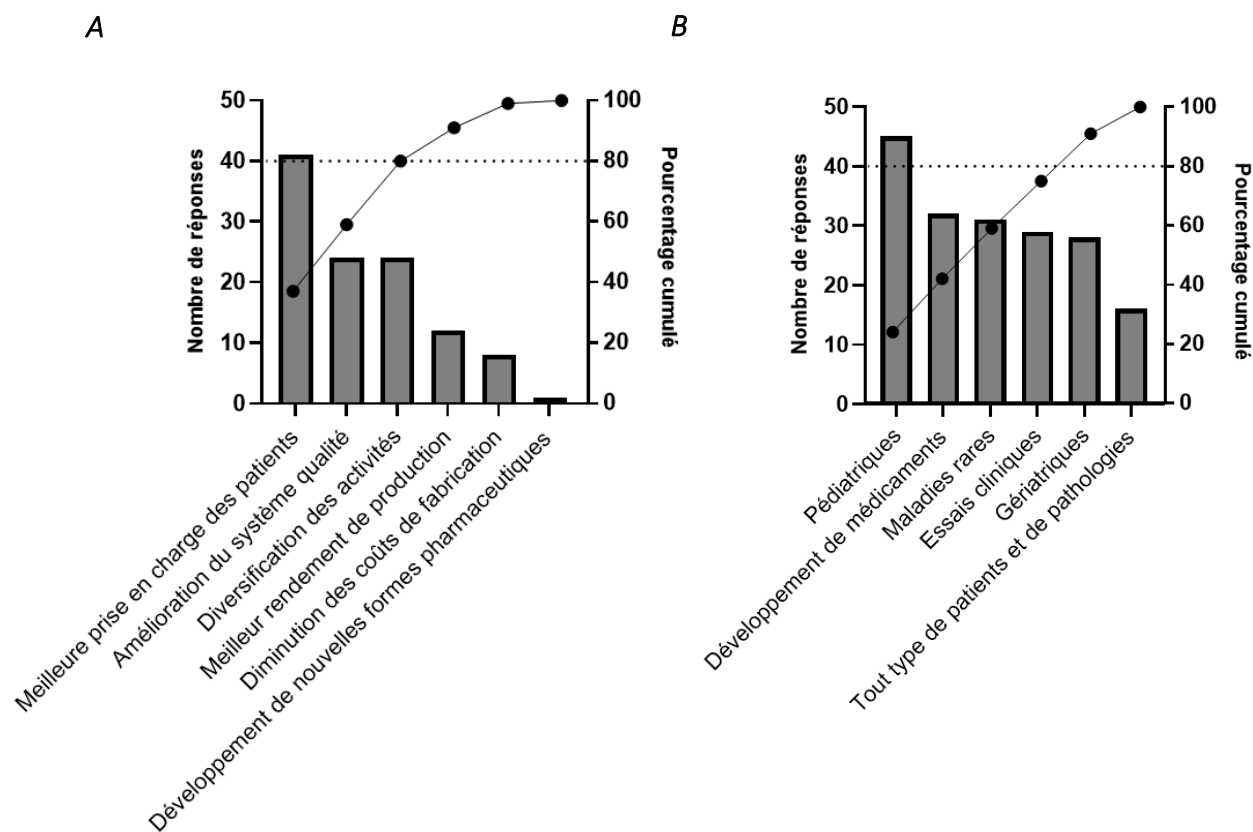 A
50
40
30
20
10
0
Nombre de réponses
100
80
60
40
20
0
Pourcentage cumulé
Meilleure prise en charge des patients
Amélioration du système qualité
Diversification des activités
Meilleur rendement de production
Diminution des coûts de fabrication
Développement de nouvelles formes pharmaceutiques
B
50
40
30
20
10
0
Nombre de réponses
100
80
60
40
20
0
Pourcentage cumulé
Pédiatriques
Développement de médicaments
Maladies rares
Essais cliniques
Gériatriques
Tout type de patients et de pathologies